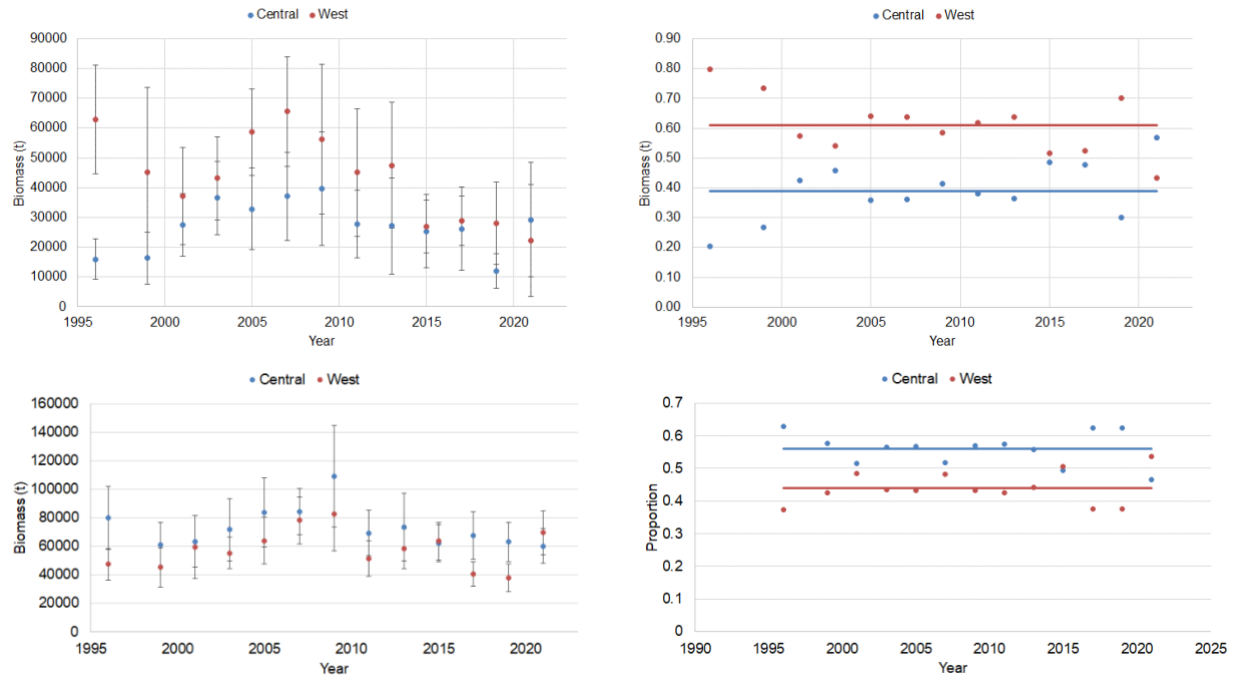 Central West
90000
80000
70000
60000
50000
40000
30000
20000
10000
0
Biomass (t)
1995 2000 2005 2010 2015 2020
Year
Central West
0.90
0.80
0.70
0.60
0.50
0.40
0.30
0.20
0.10
0.00
Biomass (t)
1995 2000 2005 2010 2015 2020
Year
Central West
160000
140000
120000
100000
80000
60000
40000
20000
0
Biomass (t)
1995 2000 2005 2010 2015 2020
Year
Central West
0.7
0.6
0.5
0.4
0.3
0.2
0.1
0
Proportion
1990 1995 2000 2005 2010 2015 2020 2025
Year